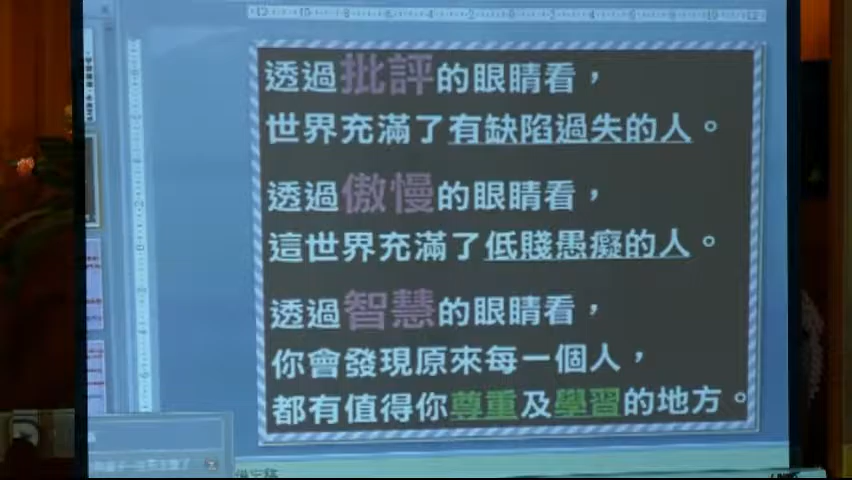 透過批評的眼睛看，
世界充滿了有缺陷過失的人。
透過傲慢的眼睛看，
這世界充滿了低賤愚癡的人。
透過智慧的眼睛看，
你會發現原來每一個人，
都有值得你尊重及學習的地方。